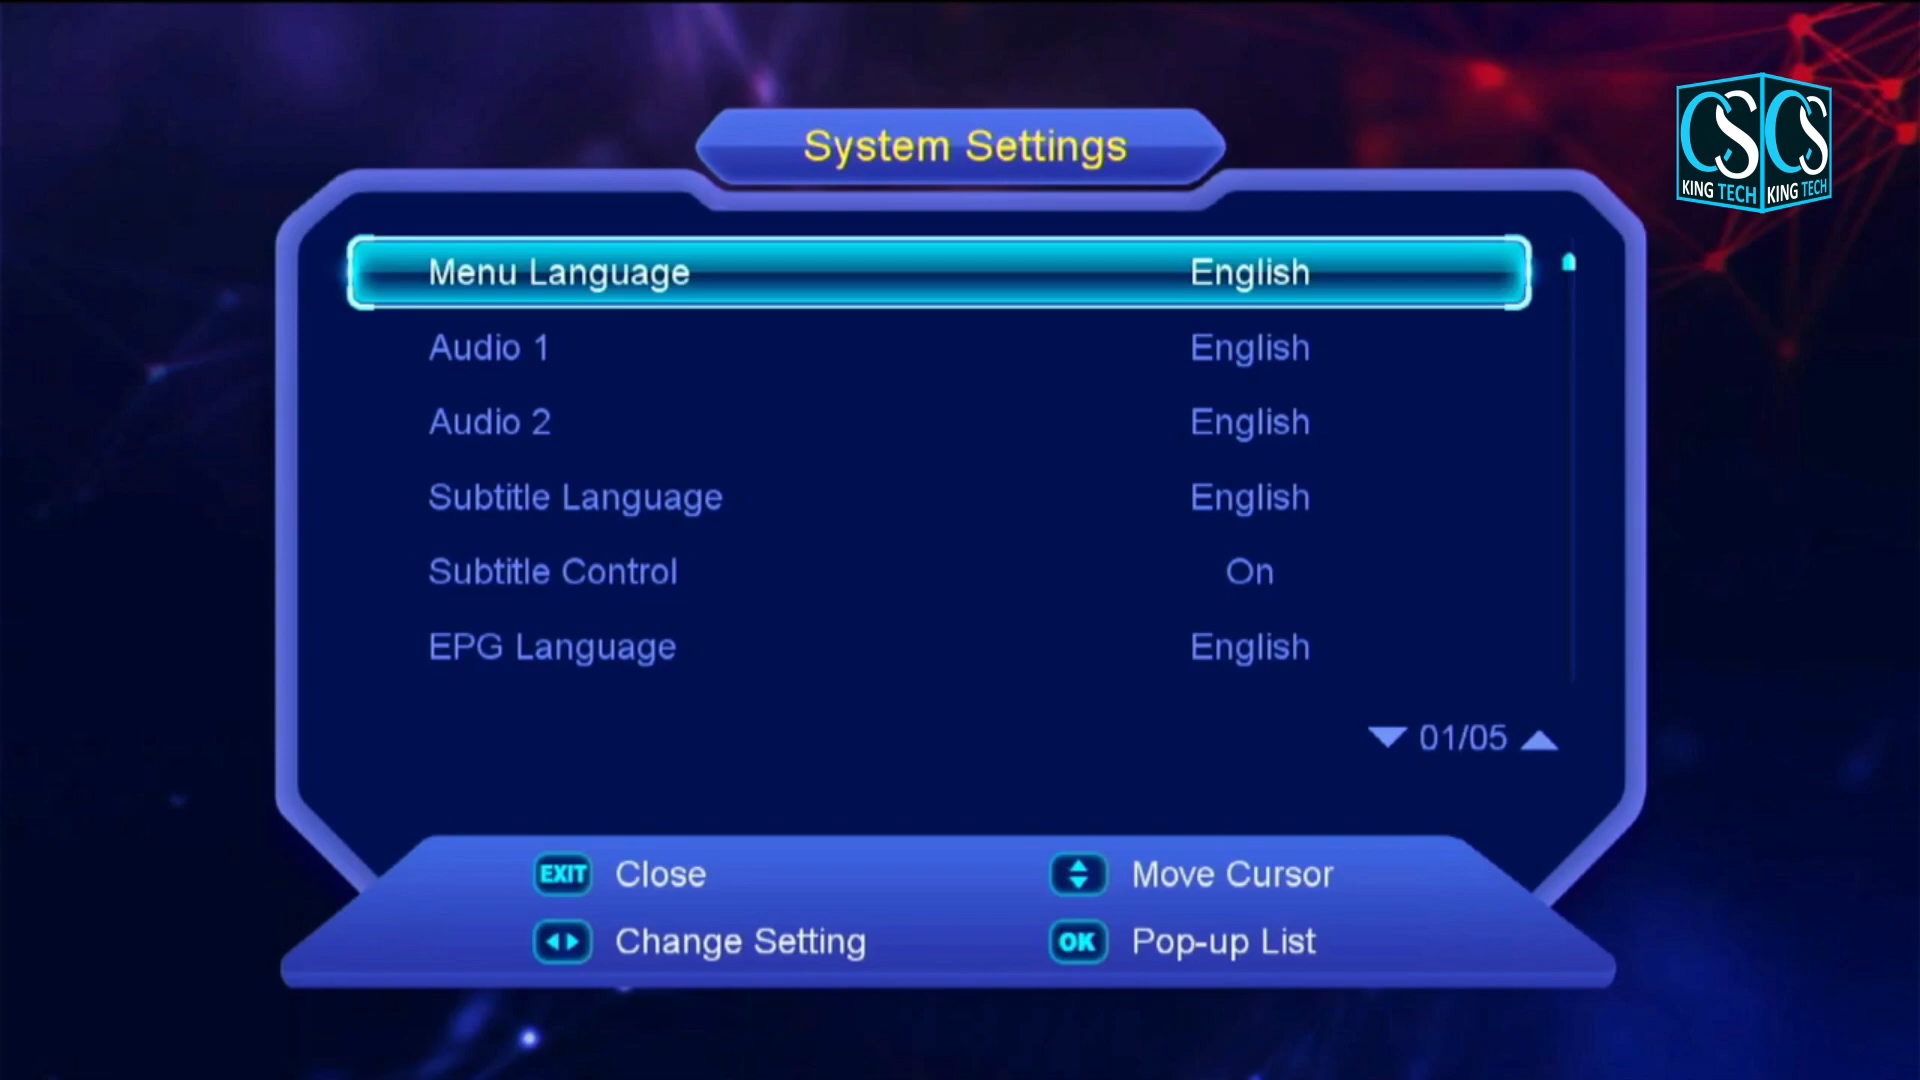 System Settings
CS CS
KING TECH KING TECH
Menu Language English
Audio 1 English
Audio 2 English
Subtitle Language English
Subtitle Control On
EPG Language English
01/05
EXIT Close Move Cursor
Change Setting OK Pop-up List